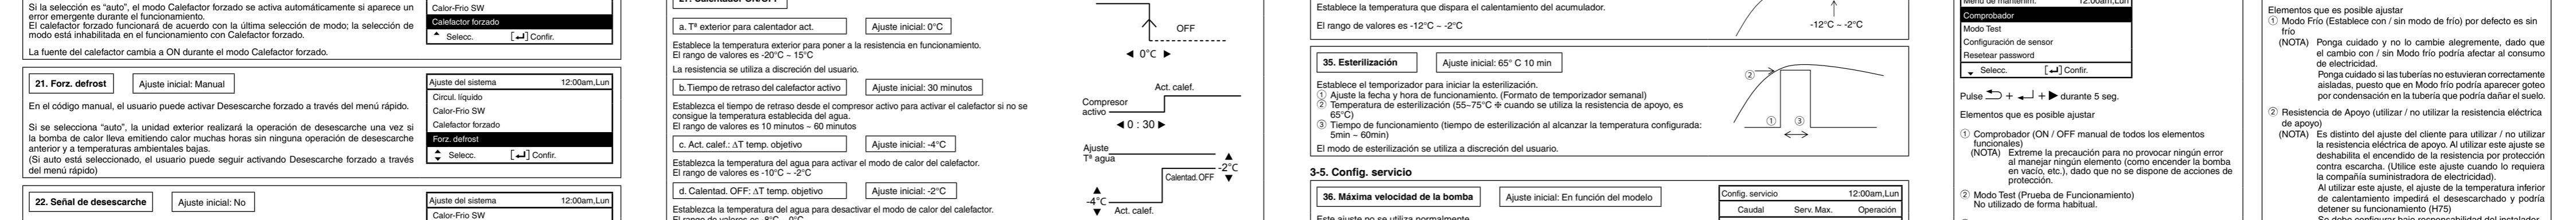 Si la selección es “auto”, el modo Calefactor forzado se activa automáticamente si aparece un
error emergente durante el funcionamiento.
El calefactor forzado funcionará de acuerdo con la última selección de modo; la selección de
modo está inhabilitada en el funcionamiento con Calefactor forzado.
La fuente del calefactor cambia a ON durante el modo Calefactor forzado.
Calor-Frio SW
Calefactor forzado
Selecc. [↵] Confir.
21. Forz. defrost
Ajuste inicial: Manual
En el código manual, el usuario puede activar Desescarche forzado a través del menú rápido.
Si se selecciona “auto”, la unidad exterior realizará la operación de desescarche una vez si
la bomba de calor lleva emitiendo calor muchas horas sin ninguna operación de desescarche
anterior y a temperaturas ambientales bajas.
(Si auto está seleccionado, el usuario puede seguir activando Desescarche forzado a través
del menú rápido)
Ajuste del sistema 12:00am,Lun
Circul. líquido
Calor-Frio SW
Calefactor forzado
Forz. defrost
Selecc. [↵] Confir.
22. Señal de desescarche
Ajuste inicial: No
Ajuste del sistema 12:00am,Lun
Calor-Frio SW
a. Tª exterior para calentador act.
Ajuste inicial: 0°C
Establece la temperatura exterior para poner a la resistencia en funcionamiento.
El rango de valores es -20°C ~ 15°C
La resistencia se utiliza a discreción del usuario.
OFF
◀ 0°C ▶
b.Tiempo de retraso del calefactor activo
Ajuste inicial: 30 minutos
Establezca el tiempo de retraso desde el compresor activo para activar el calefactor si no se
consigue la temperatura establecida del agua.
El rango de valores es 10 minutos ~ 60 minutos
Act. calef.
Compresor
activo
◀ 0 : 30 ▶
c. Act. calef.: ΔT temp. objetivo
Ajuste inicial: -4°C
Establezca la temperatura del agua para activar el modo de calor del calefactor.
El rango de valores es -10°C ~ -2°C
d. Calentad. OFF: ΔT temp. objetivo
Ajuste inicial: -2°C
Establezca la temperatura del agua para desactivar el modo de calor del calefactor.
Ajuste
Tª agua
-2°C
Calentad.OFF
-4°C
Act. calef.
Establece la temperatura que dispara el calentamiento del acumulador.
El rango de valores es -12°C ~ -2°C
-12°C ~ -2°C
35. Esterilización
Ajuste inicial: 65° C 10 min
Establece el temporizador para iniciar la esterilización.
① Ajuste la fecha y hora de funcionamiento. (Formato de temporizador semanal)
② Temperatura de esterilización (55~75°C ❉ cuando se utiliza la resistencia de apoyo, es
65°C)
③ Tiempo de funcionamiento (tiempo de esterilización al alcanzar la temperatura configurada:
5min ~ 60min)
El modo de esterilización se utiliza a discreción del usuario.
②
① ③
3-5. Config. servicio
36. Máxima velocidad de la bomba
Ajuste inicial: En función del modelo
Config. servicio 12:00am,Lun
Caudal Serv. Max. Operación
Comprobador
Modo Test
Configuración de sensor
Resetear password
Selecc. [↵] Confir.
Pulse ⮌ + ↵ + ▶ durante 5 seg.
Elementos que es posible ajustar
① Comprobador (ON / OFF manual de todos los elementos
funcionales)
(NOTA) Extreme la precaución para no provocar ningún error
al manejar ningún elemento (como encender la bomba
en vacío, etc.), dado que no se dispone de acciones de
protección.
② Modo Test (Prueba de Funcionamiento)
No utilizado de forma habitual.
Elementos que es posible ajustar
① Modo Frío (Establece con / sin modo de frío) por defecto es sin
frío
(NOTA) Ponga cuidado y no lo cambie alegremente, dado que
el cambio con / sin Modo frío podría afectar al consumo
de electricidad.
Ponga cuidado si las tuberías no estuvieran correctamente
aisladas, puesto que en Modo frío podría aparecer goteo
por condensación en la tubería que podría dañar el suelo.
② Resistencia de Apoyo (utilizar / no utilizar la resistencia eléctrica
de apoyo)
(NOTA) Es distinto del ajuste del cliente para utilizar / no utilizar
la resistencia eléctrica de apoyo. Al utilizar este ajuste se
deshabilita el encendido de la resistencia por protección
contra escarcha. (Utilice este ajuste cuando lo requiera
la compañía suministradora de electricidad).
Al utilizar este ajuste, el ajuste de la temperatura inferior
de calentamiento impedirá el desescarchado y podría
detener su funcionamiento (H75)